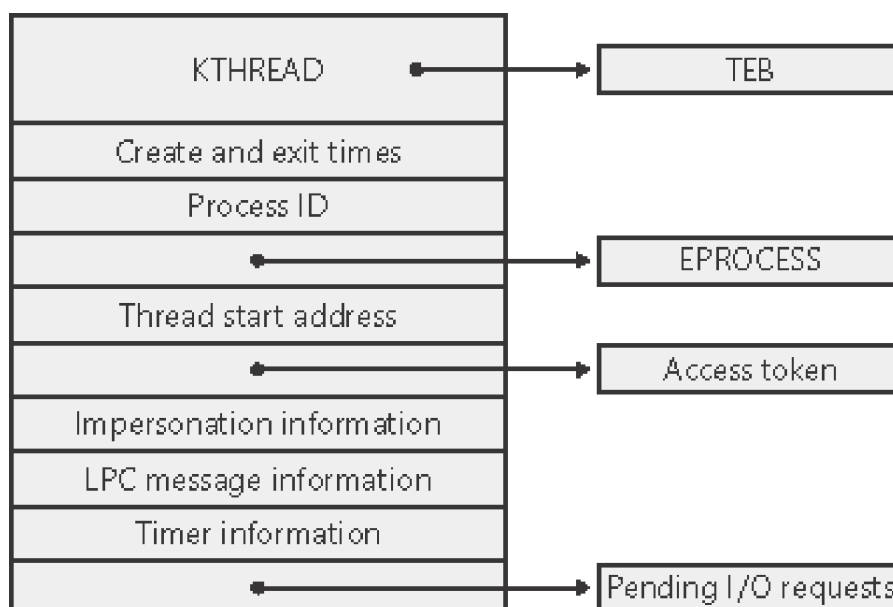 KTHREAD
TEB
Create and exit times
Process ID
EPROCESS
Thread start address
Access token
Impersonation information
LPC message information
Timer information
Pending I/O requests